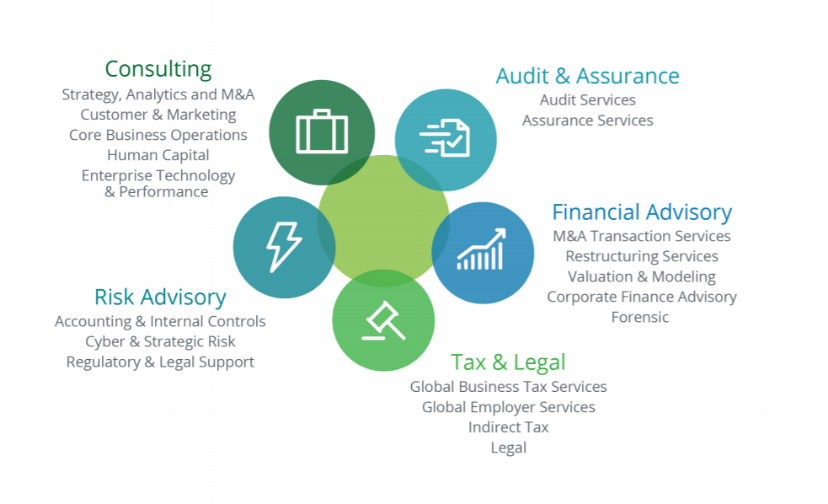 Consulting
Strategy, Analytics and M&A
Customer & Marketing
Core Business Operations
Human Capital
Enterprise Technology
& Performance
Audit & Assurance
Audit Services
Assurance Services
Financial Advisory
M&A Transaction Services
Restructuring Services
Valuation & Modeling
Corporate Finance Advisory
Forensic
Risk Advisory
Accounting & Internal Controls
Cyber & Strategic Risk
Regulatory & Legal Support
Tax & Legal
Global Business Tax Services
Global Employer Services
Indirect Tax
Legal